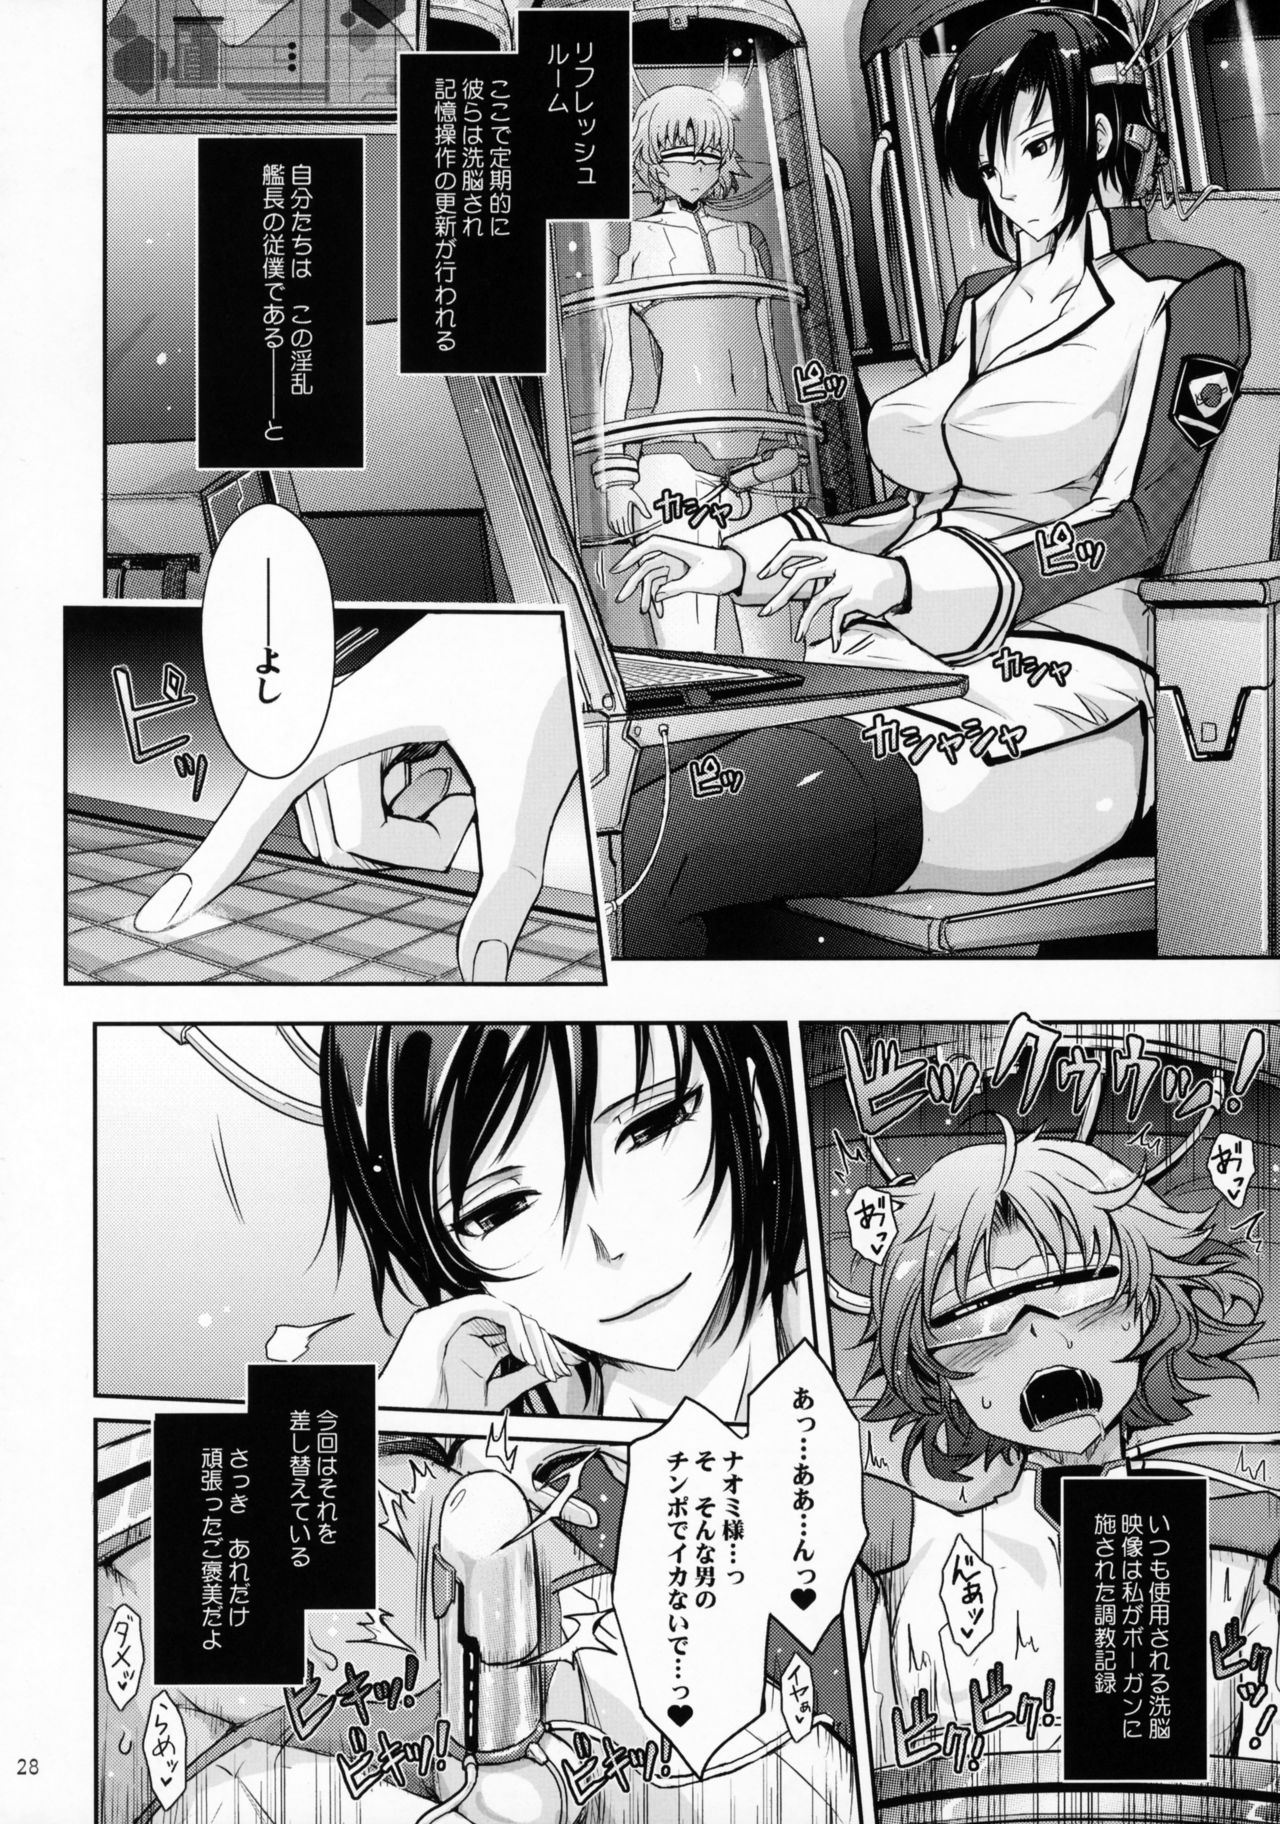 リフレッシュ
ルーム
ここで定期的に
彼らは洗脳され
記憶操作の更新が行われる
自分たちは　この淫乱
艦長の従僕である――と
ピッ
カシャ
カシャ
ピッ
カシャ
カシャシャ
ピッ
――よし
ピッ
ビックゥゥウッ!
あ゛っ♥
あ゛っ♥
いつも使用される洗脳
映像は私がボーガンに
施された調教記録
んあ゛ッ
ビクッ!
ビクッ!
ビクッ!
今回はそれを
差し替えている
さっき　あれだけ
頑張ったご褒美だよ
あっ…ああ…んっ♥
ナオミ様…っ
そ　そんな男の
チンポでイカないで…っ♥
イヤぁ♥
ビキッ!
ビキッ!
ダメッ♥
らめッ♥
28